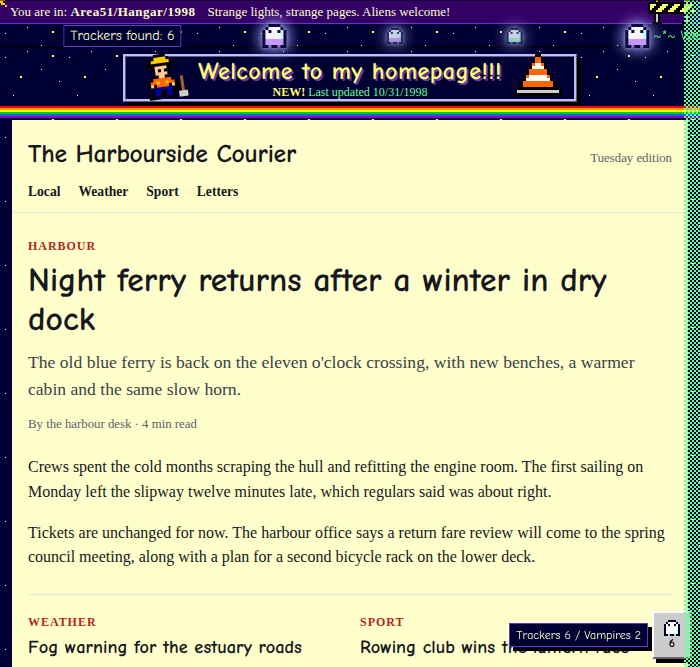 You are in: Area51/Hangar/1998 Strange lights, strange pages. Aliens welcome!
Trackers found: 6
~*~
Welcome to my homepage!!!
NEW! Last updated 10/31/1998
The Harbourside Courier
Tuesday edition
Local Weather Sport Letters
HARBOUR
Night ferry returns after a winter in dry
dock
The old blue ferry is back on the eleven o'clock crossing, with new benches, a warmer
cabin and the same slow horn.
By the harbour desk · 4 min read
Crews spent the cold months scraping the hull and refitting the engine room. The first sailing on
Monday left the slipway twelve minutes late, which regulars said was about right.
Tickets are unchanged for now. The harbour office says a return fare review will come to the spring
council meeting, along with a plan for a second bicycle rack on the lower deck.
WEATHER
Fog warning for the estuary roads
SPORT
Rowing club wins
Trackers 6 / Vampires 2
6